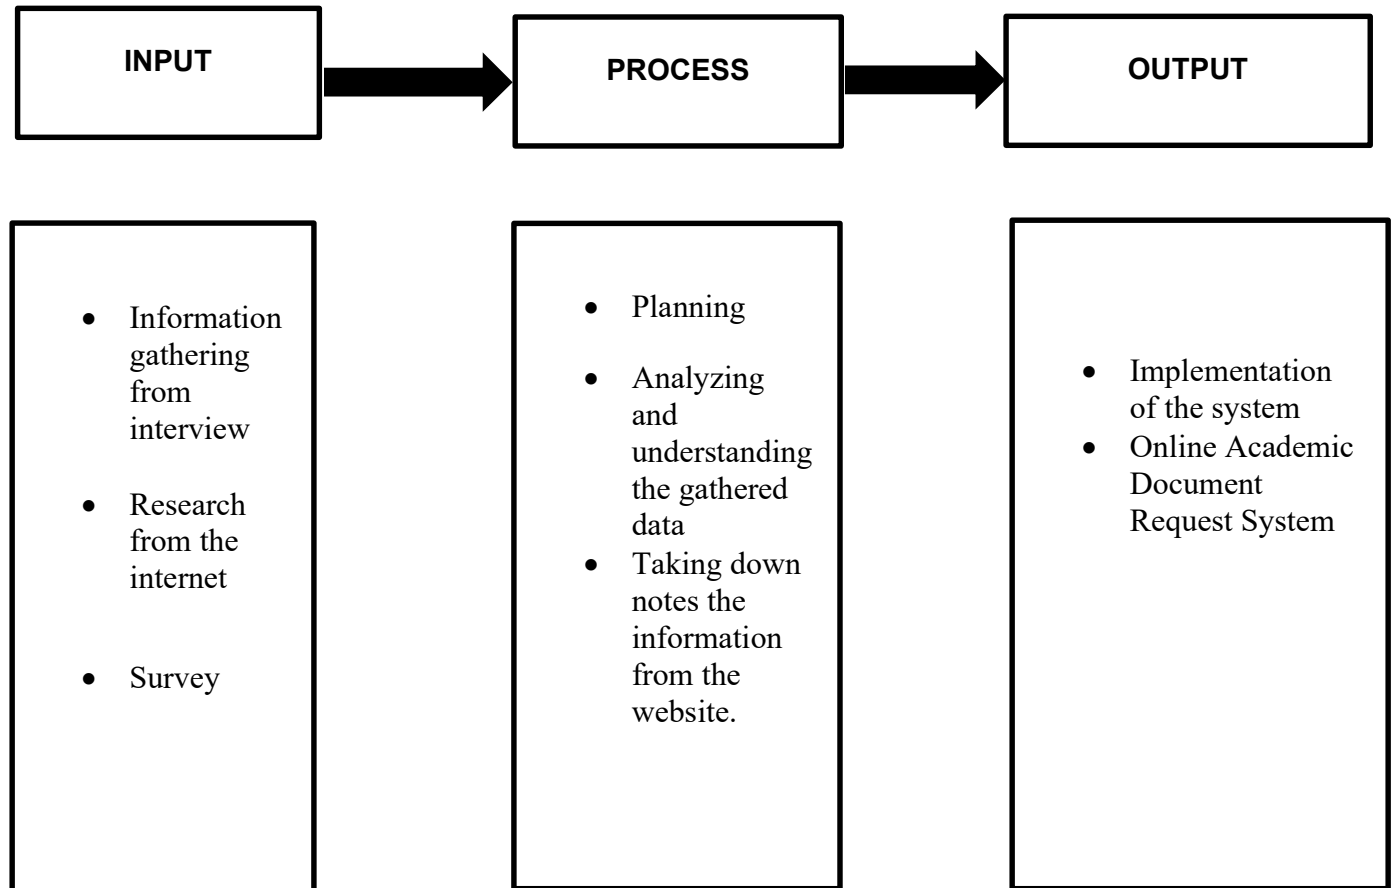 INPUT
PROCESS
OUTPUT
• Information
gathering
from
interview
• Research
from the
internet
• Survey
• Planning
• Analyzing
and
understanding
the gathered
data
• Taking down
notes the
information
from the
website.
• Implementation
of the system
• Online Academic
Document
Request System